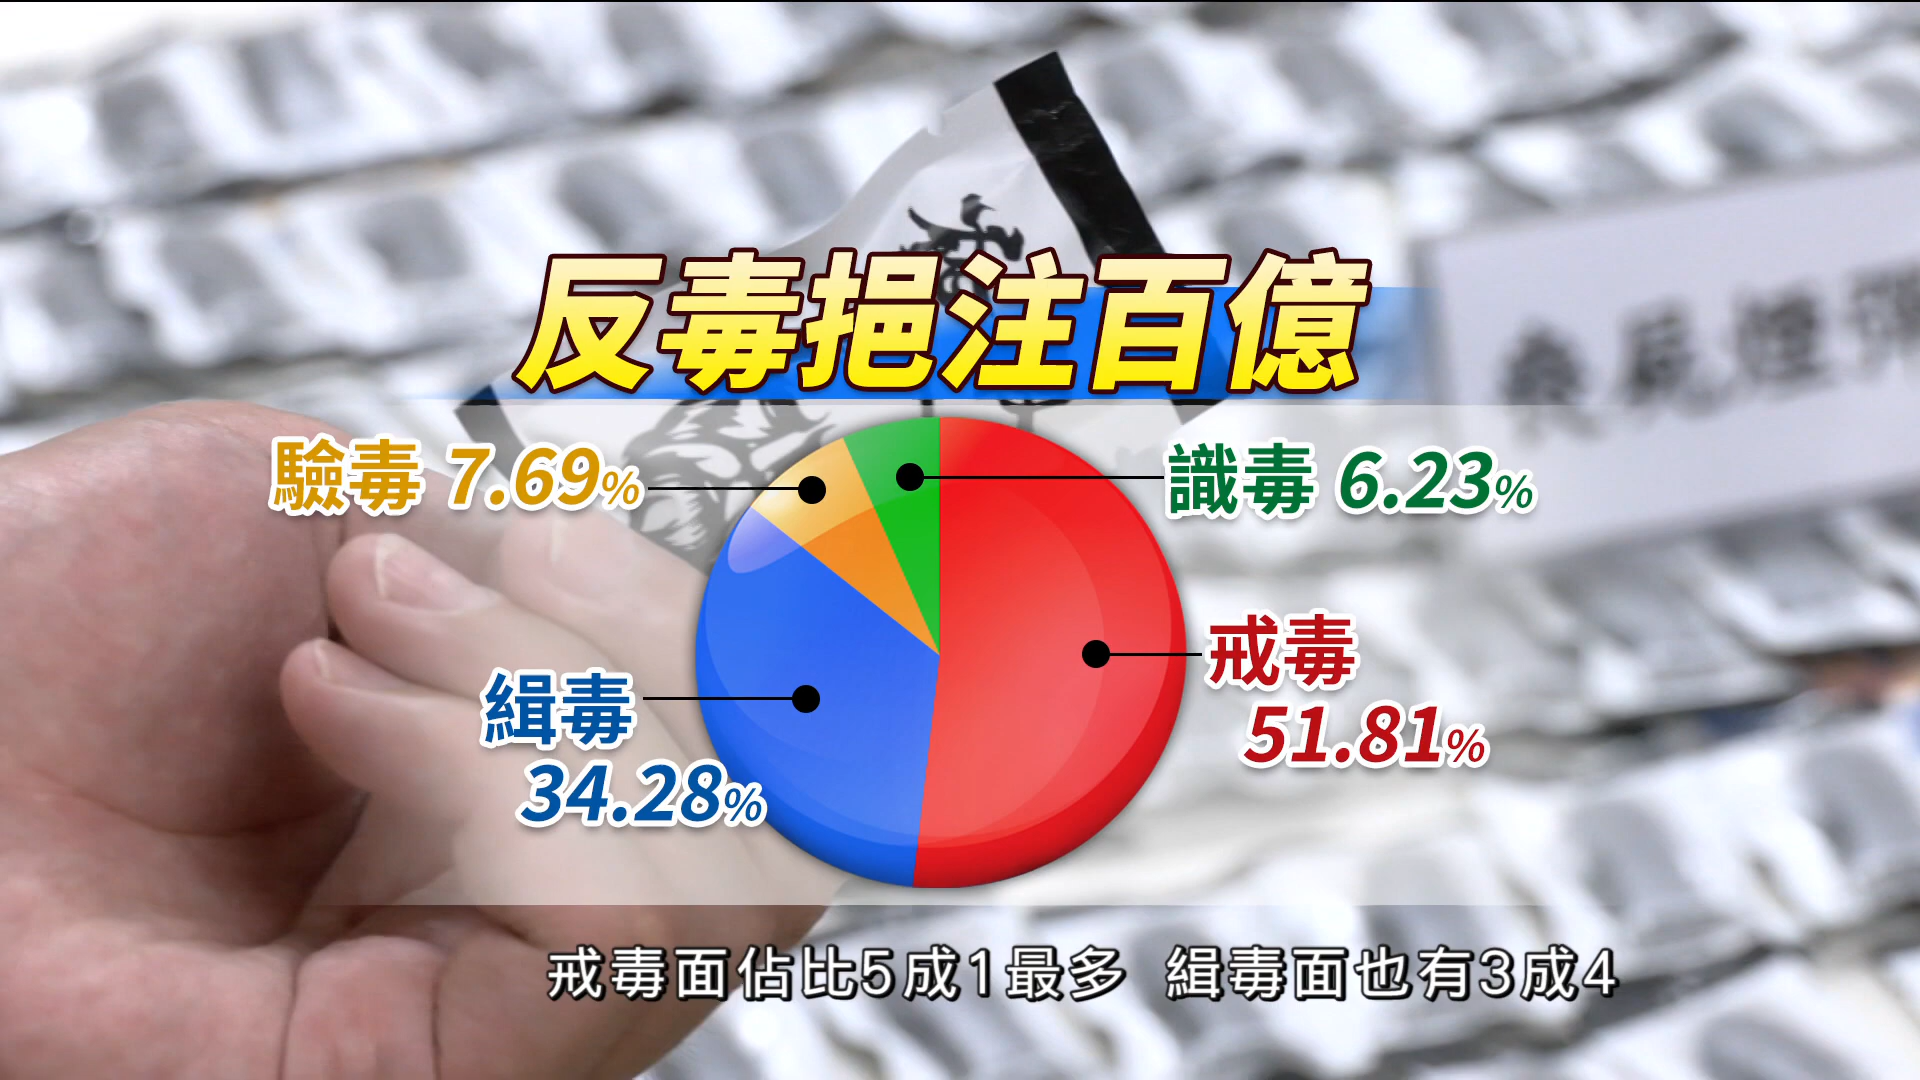 反毒挹注百億
驗毒 7.69%
識毒 6.23%
戒毒
51.81%
緝毒
34.28%
戒毒面佔比5成1最多 緝毒面也有3成4